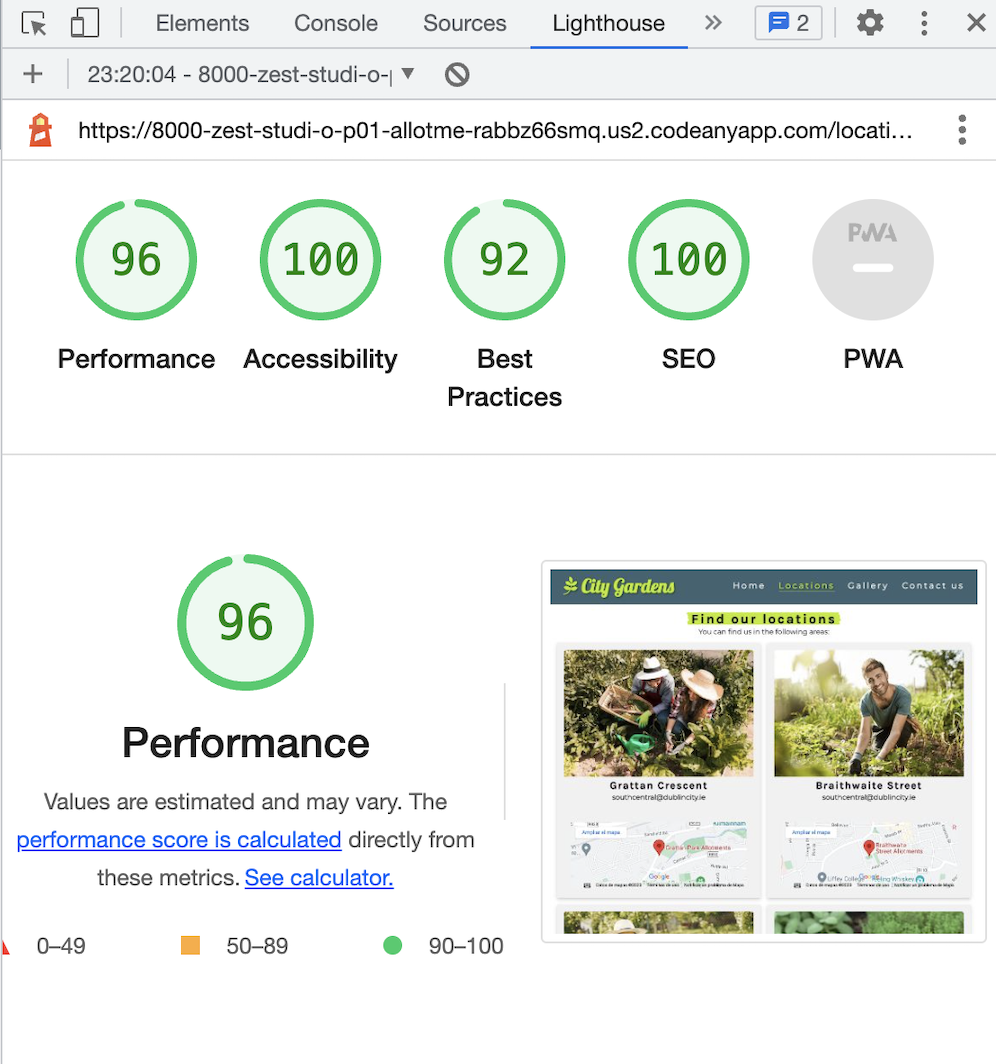 Elements Console Sources Lighthouse 2
23:20:04 - 8000-zest-studi-o-
https://8000-zest-studi-o-p01-allotme-rabbz66smq.us2.codeanyapp.com/locati…
96 100 92 100 PWA
Performance Accessibility Best SEO PWA
Practices
96
Performance
Values are estimated and may vary. The
performance score is calculated directly from
these metrics. See calculator.
0–49 50–89 90–100
City Gardens Home Locations Gallery Contact us
Find our locations
You can find us in the following areas:
Grattan Crescent
southcentral@dublincity.ie
Braithwaite Street
southcentral@dublincity.ie
Ampliar el mapa
Grattan Park Allotments
Google
Ampliar el mapa
Braithwaite
Street Allotments
Liffey College
Google